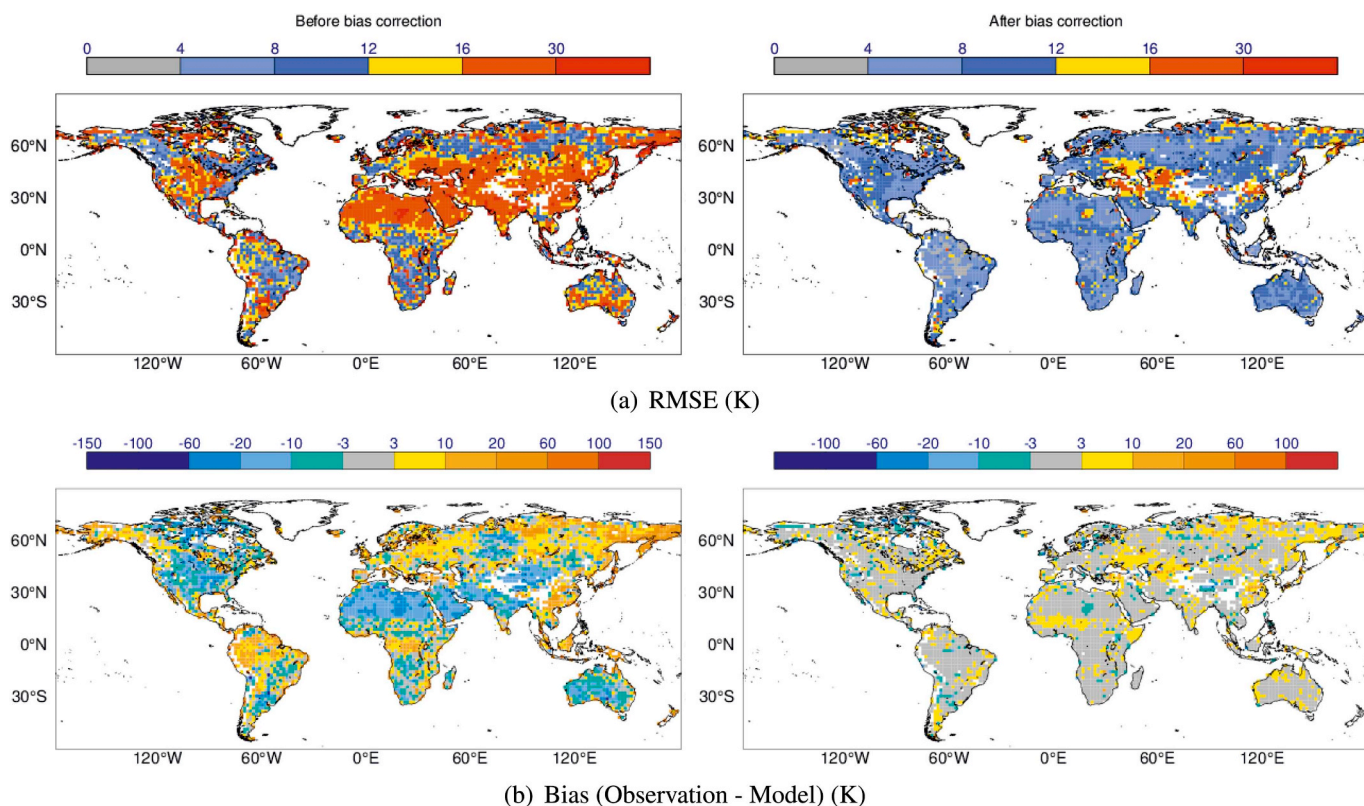 Before bias correction
After bias correction
0 4 8 12 16 30
0 4 8 12 16 30
60°N
30°N
0°N
30°S
120°W 60°W 0°E 60°E 120°E
60°N
30°N
0°N
30°S
120°W 60°W 0°E 60°E 120°E
(a) RMSE (K)
-150 -100 -60 -20 -10 -3 3 10 20 60 100 150
-100 -60 -20 -10 -3 3 10 20 60 100
60°N
30°N
0°N
30°S
120°W 60°W 0°E 60°E 120°E
60°N
30°N
0°N
30°S
120°W 60°W 0°E 60°E 120°E
(b) Bias (Observation - Model) (K)